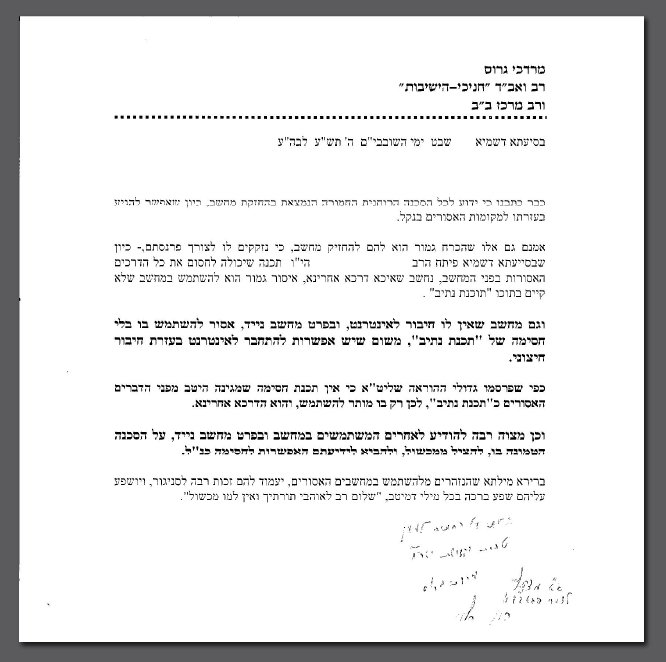 מרדכי גרוס
רב ואב״ד ״חניכי-הישיבות״
ורב מרכז ב״ב
בסיעתא דשמיא שבט ימי השובבי"ם ה' תש"ע לבה"ע
כבר כתבנו כי ידוע לכל הסכנה הרוחנית החמורה הנמצאת בהחזקת מחשב, כיון שאפשר להגיע
בעזרתו למקומות האסורים בנקל.
אמנם גם אלו שהכרח גמור הוא להם להחזיק מחשב, כי נזקקים לו לצורך פרנסתם,- כיון
שבסייעתא דשמיא פיתח הרב הי"ו תכנה שיכולה לחסום את כל הדרכים
האסורות בפני המחשב, נחשב שאיכא דרכא אחרינא, איסור גמור הוא להשתמש במחשב שלא
קיים בתוכו "תוכנת נתיב" .
וגם מחשב שאין לו חיבור לאינטרנט, ובפרט מחשב נייד, אסור להשתמש בו בלי
חסימה של "תכנת נתיב", משום שיש אפשרות להתחבר לאינטרנט בעזרת חיבור
חיצוני.
כפי שפרסמו גדולי ההוראה שליט"א כי אין תכנת חסימה שמגינה היטב מפני הדברים
האסורים כ"תכנת נתיב", לכן רק בו מותר להשתמש, והוא הדרכא אחרינא.
וכן מצוה רבה להודיע לאחרים המשתמשים במחשב ובפרט מחשב נייד, על הסכנה
הטמונה בו, להציל ממכשול, ולהביא לידיעתם האפשרות לחסימה כנ"ל.
ברירא מילתא שהנזהרים מלהשתמש במחשבים האסורים, יעמוד להם זכות רבה לסניגור, ויושפע
עליהם שפע ברכה בכל מילי דמיטב, "שלום רב לאוהבי תורתיך ואין למו מכשול".